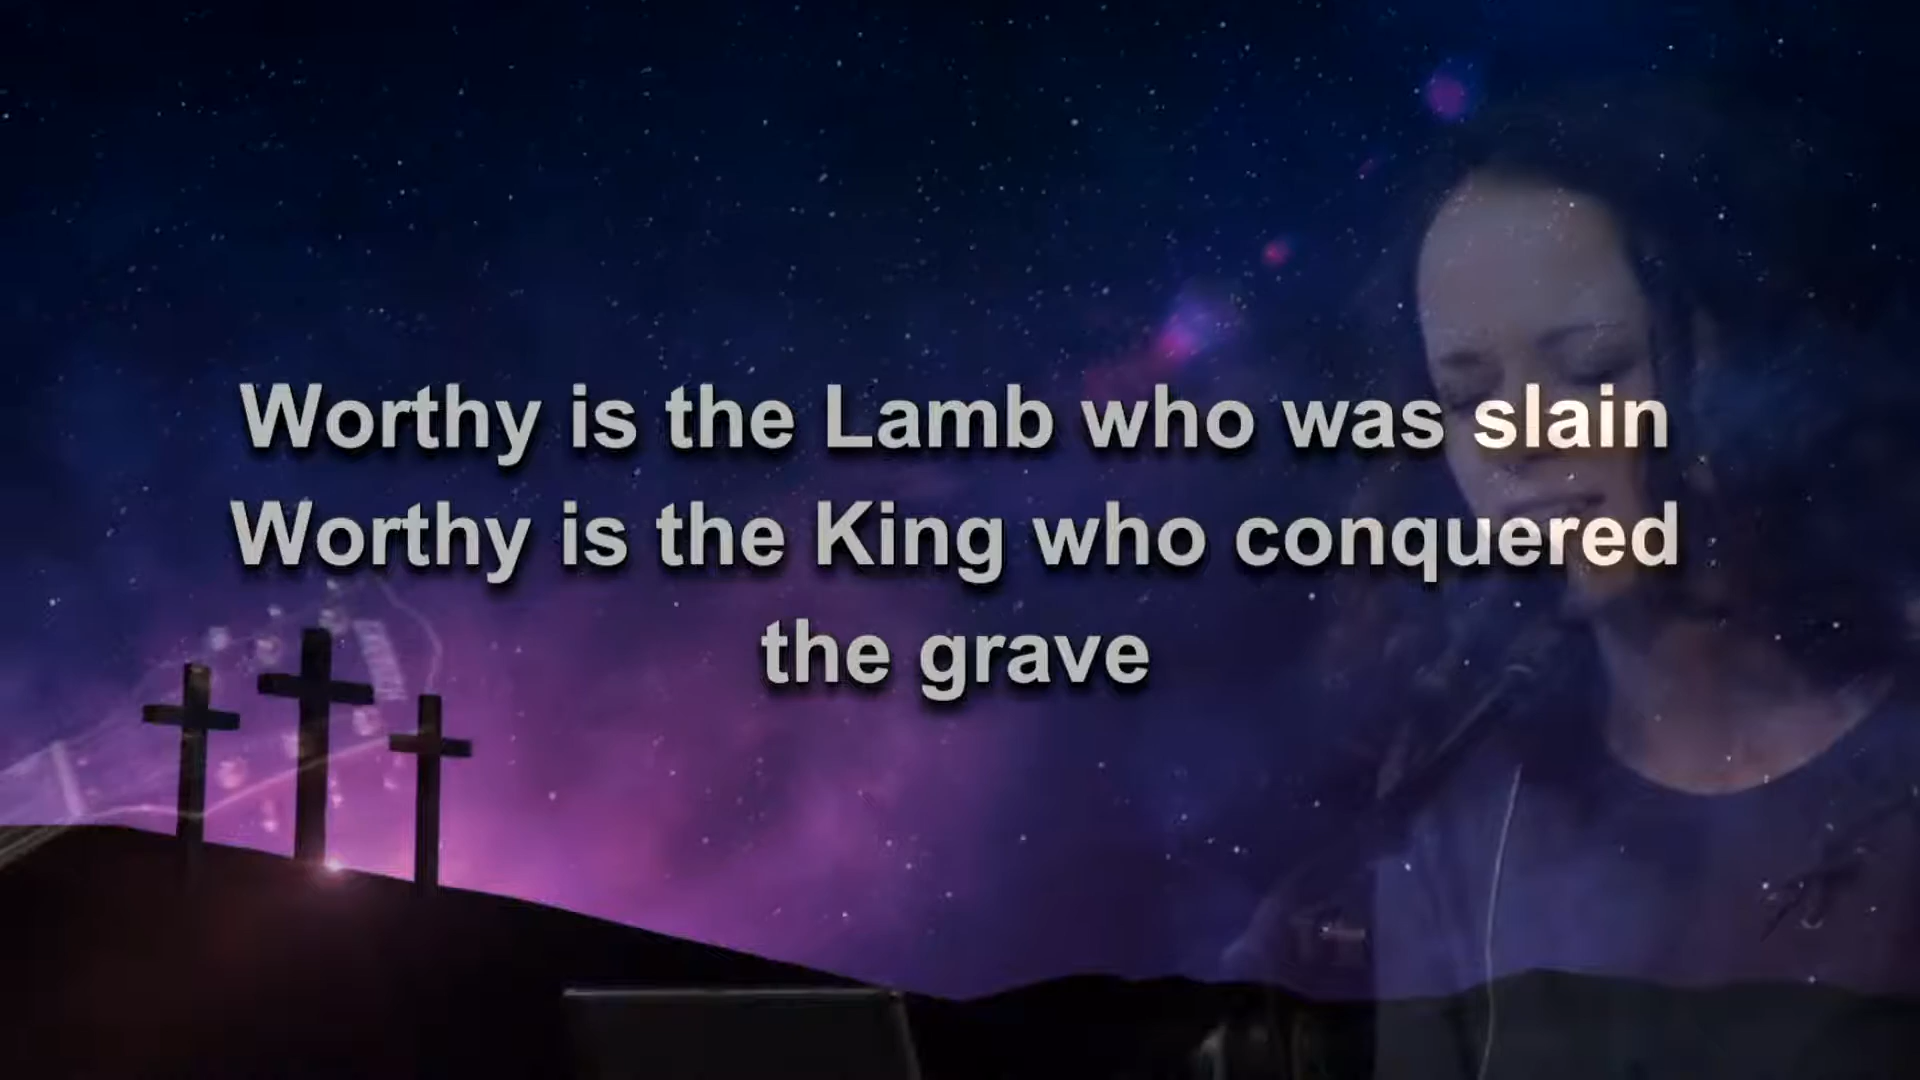 Worthy is the Lamb who was slain
Worthy is the King who conquered
the grave